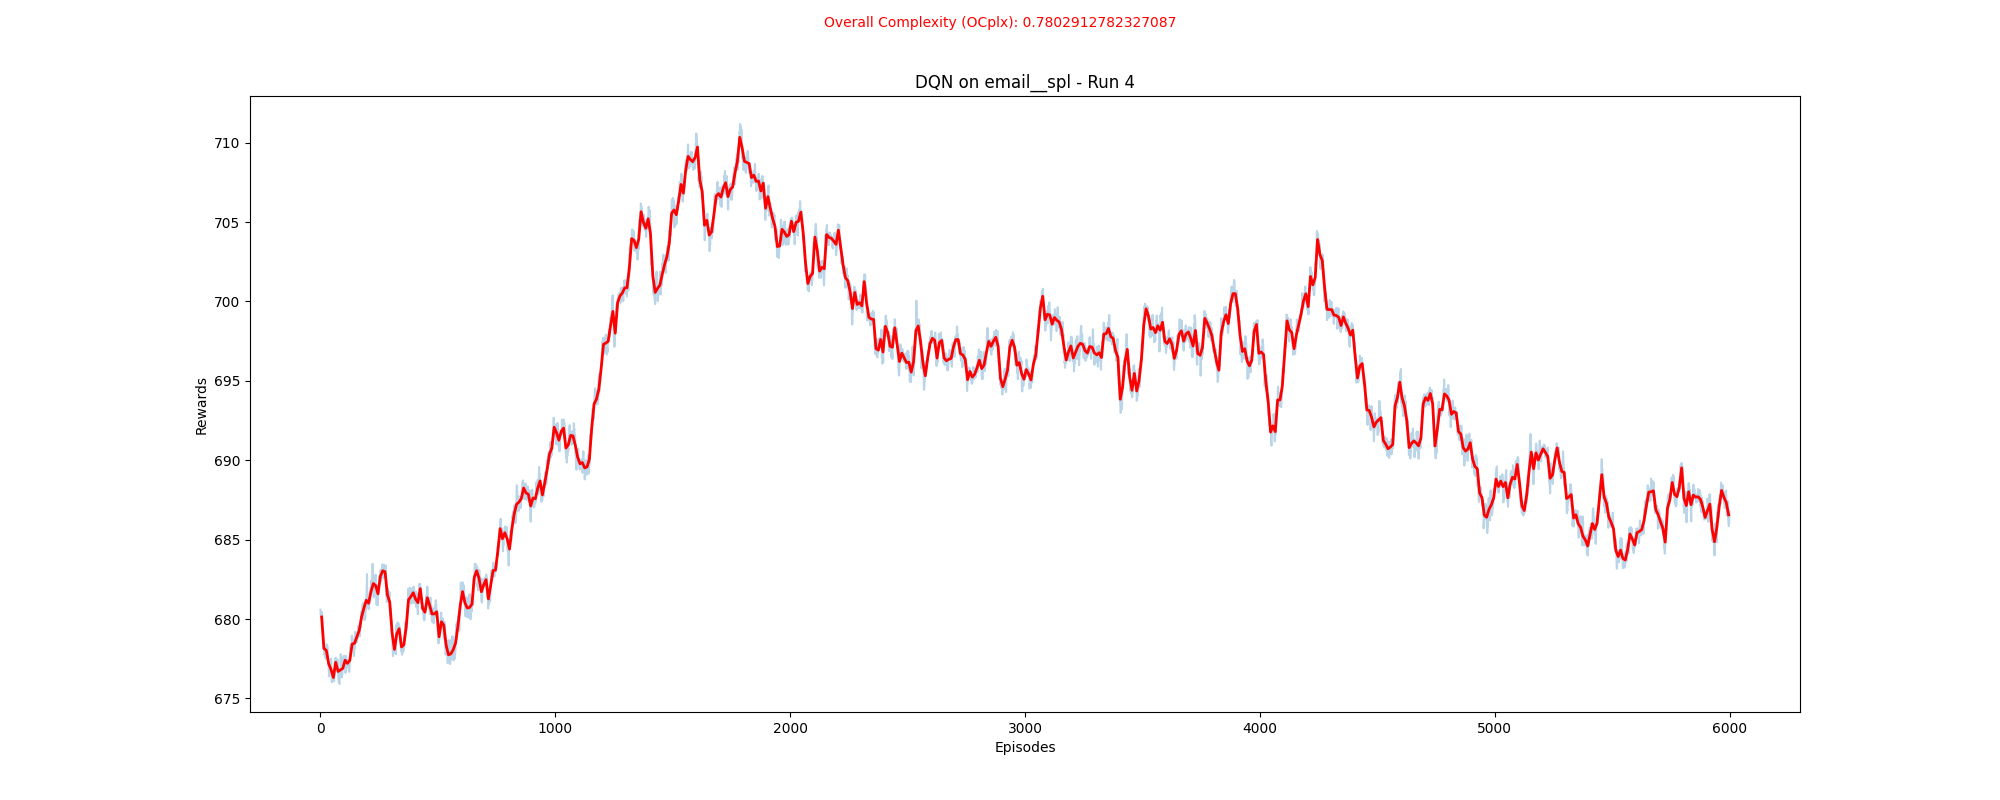 Overall Complexity (OCplx): 0.7802912782327087
DQN on email__spl - Run 4
710
705
700
695
690
685
680
675
Rewards
0 1000 2000 3000 4000 5000 6000
Episodes